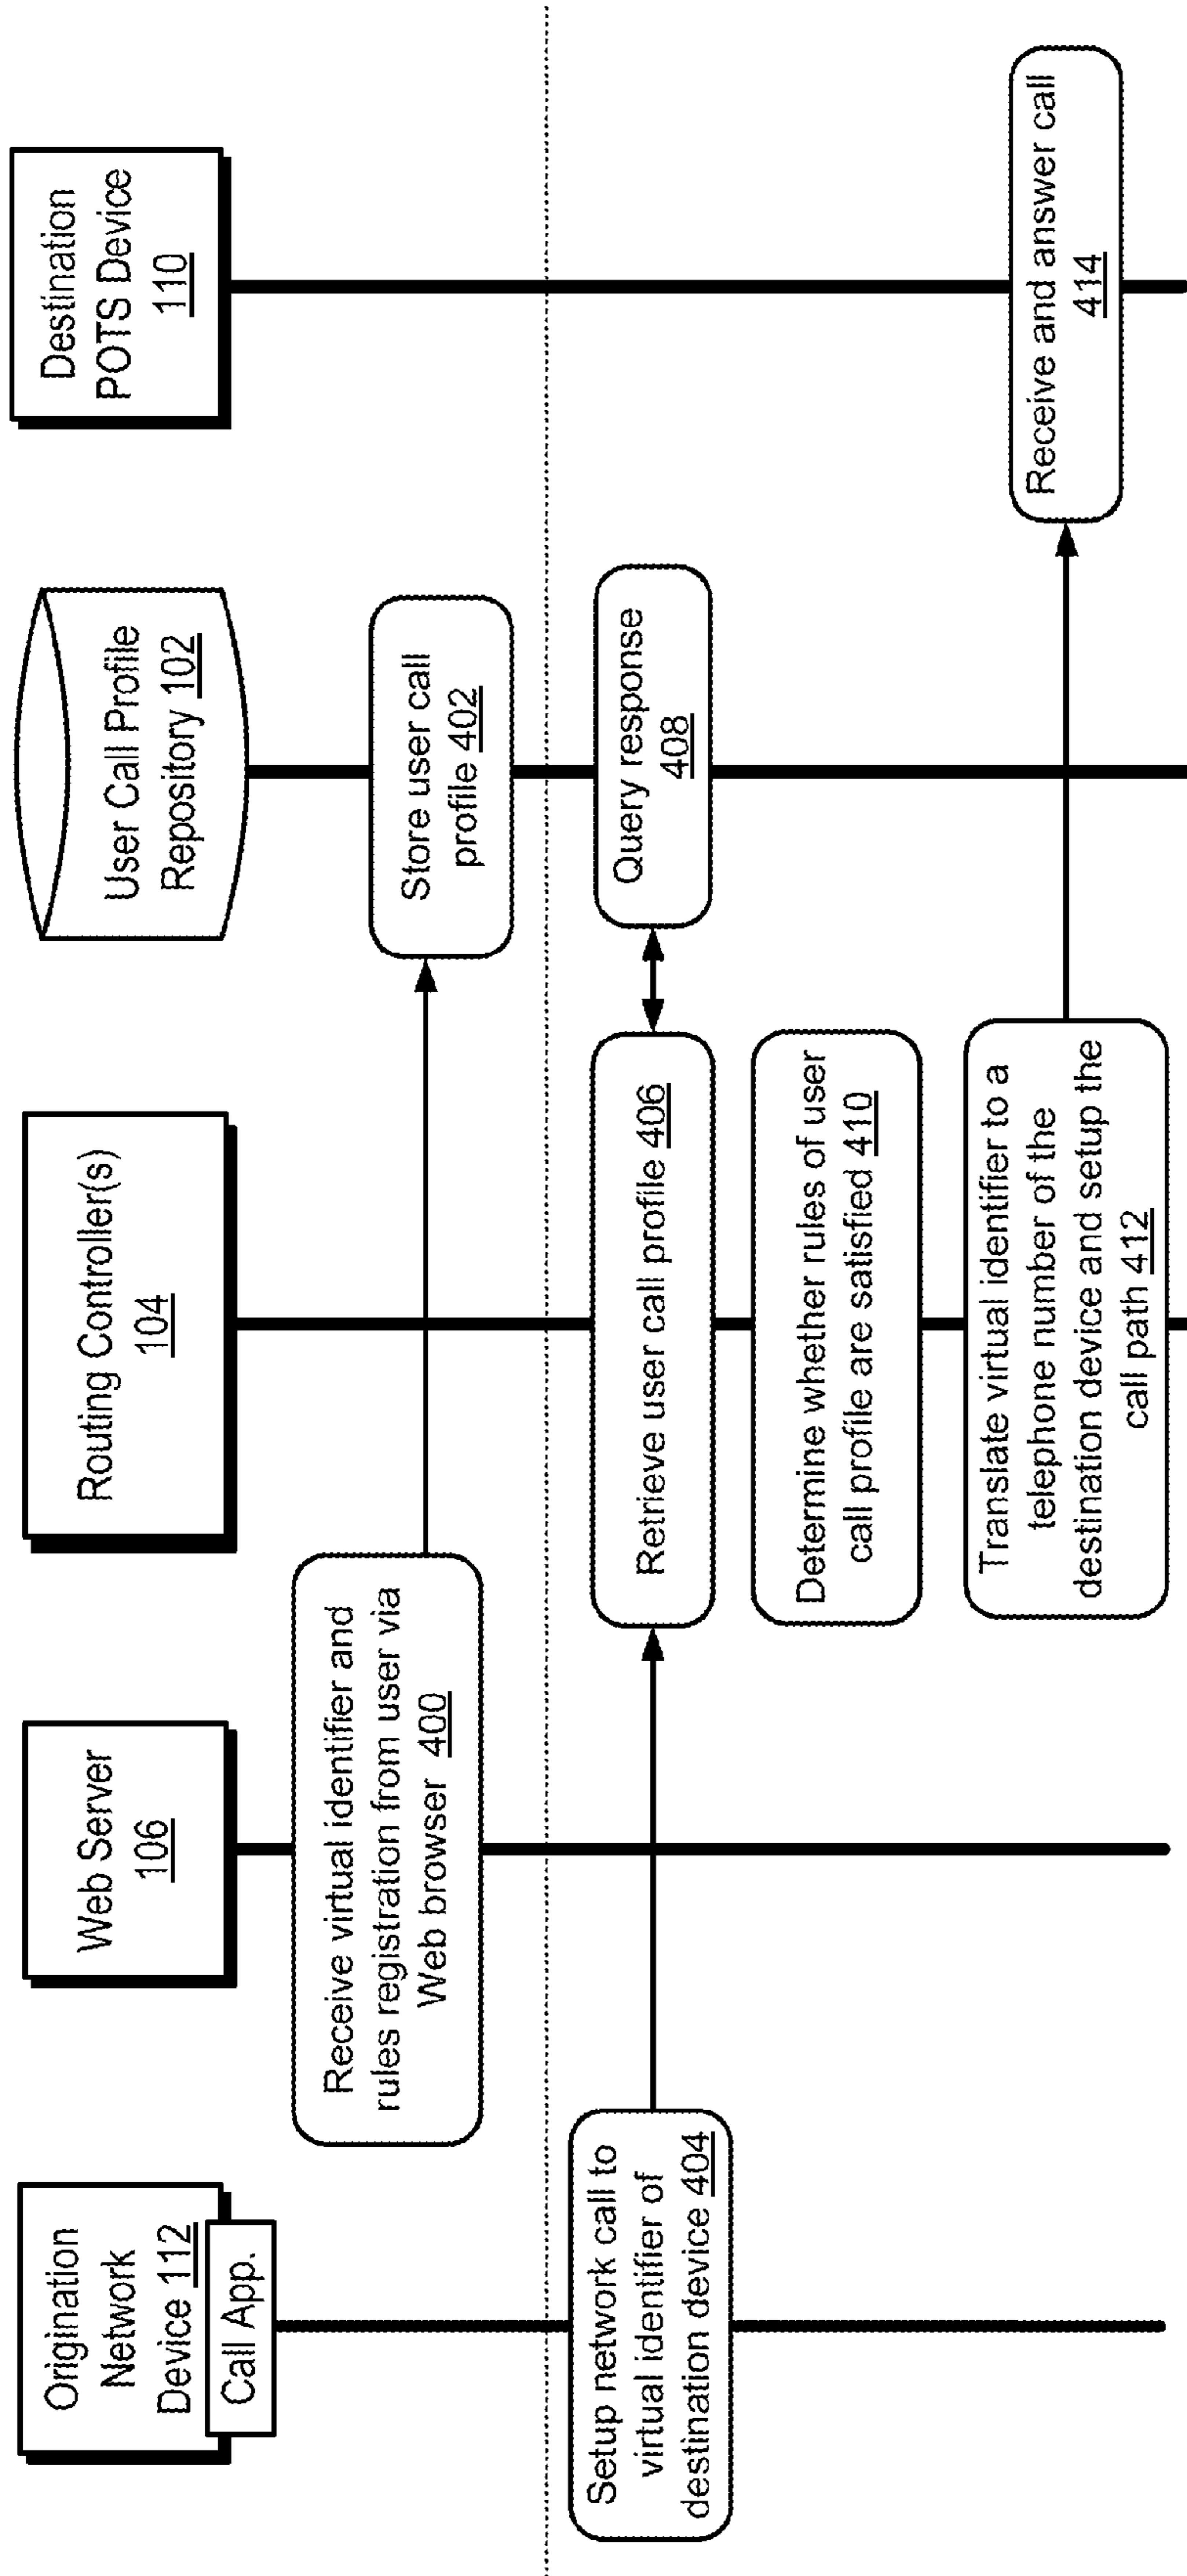 Origination
Network
Device 112
Call App.
Web Server
106
Routing Controller(s)
104
User Call Profile
Repository 102
Destination
POTS Device
110
Receive virtual identifier and
rules registration from user via
Web browser 400
Store user call
profile 402
Setup network call to
virtual identifier of
destination device 404
Retrieve user call profile 406
Query response
408
Determine whether rules of user
call profile are satisfied 410
Translate virtual identifier to a
telephone number of the
destination device and setup the
call path 412
Receive and answer call
414